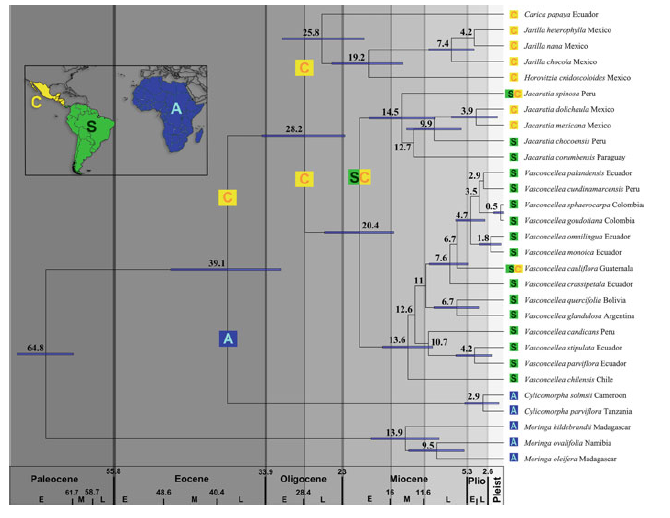 25.8
C Carica papaya Ecuador
4.2
C Jarilla heterophylla Mexico
7.4
C Jarilla nana Mexico
19.2
C Jarilla chocola Mexico
C
C Horovitzia cnidoscoloides Mexico
C
A
S
SC Jacaratia spinosa Peru
14.5
3.9
C Jacaratia dolichaula Mexico
28.2
9.9
C Jacaratia mexicana Mexico
S Jacaratia chocoensis Peru
12.7
S Jacaratia corumbensis Paraguay
SC
2.9
S Vasconcellea palandensis Ecuador
C
3.5
S Vasconcellea cundinamarcensis Peru
0.5
S Vasconcellea sphaerocarpa Colombia
20.4
4.7
S Vasconcellea goudotiana Colombia
6.7
1.8
S Vasconcellea omnilingua Ecuador
S Vasconcellea monoica Ecuador
39.1
7.6
SC Vasconcellea cauliflora Guatemala
11
S Vasconcellea crassipetala Ecuador
12.6
6.7
S Vasconcellea quercifolia Bolivia
S Vasconcellea glandulosa Argentina
A
S Vasconcellea candicans Peru
64.8
13.6
10.7
4.2
S Vasconcellea stipulata Ecuador
S Vasconcellea parviflora Ecuador
S Vasconcellea chilensis Chile
2.9
A Cylicomorpha solmsii Cameroon
A Cylicomorpha parviflora Tanzania
13.9
A Moringa hildebrandii Madagascar
9.5
A Moringa ovalifolia Namibia
A Moringa oleifera Madagascar
55.8 33.9 23 5.3 2.6
Paleocene Eocene Oligocene Miocene Plio Pleist
61.7 58.7 48.6 40.4 28.4 16 11.6
E M L E M L E L E M L E L